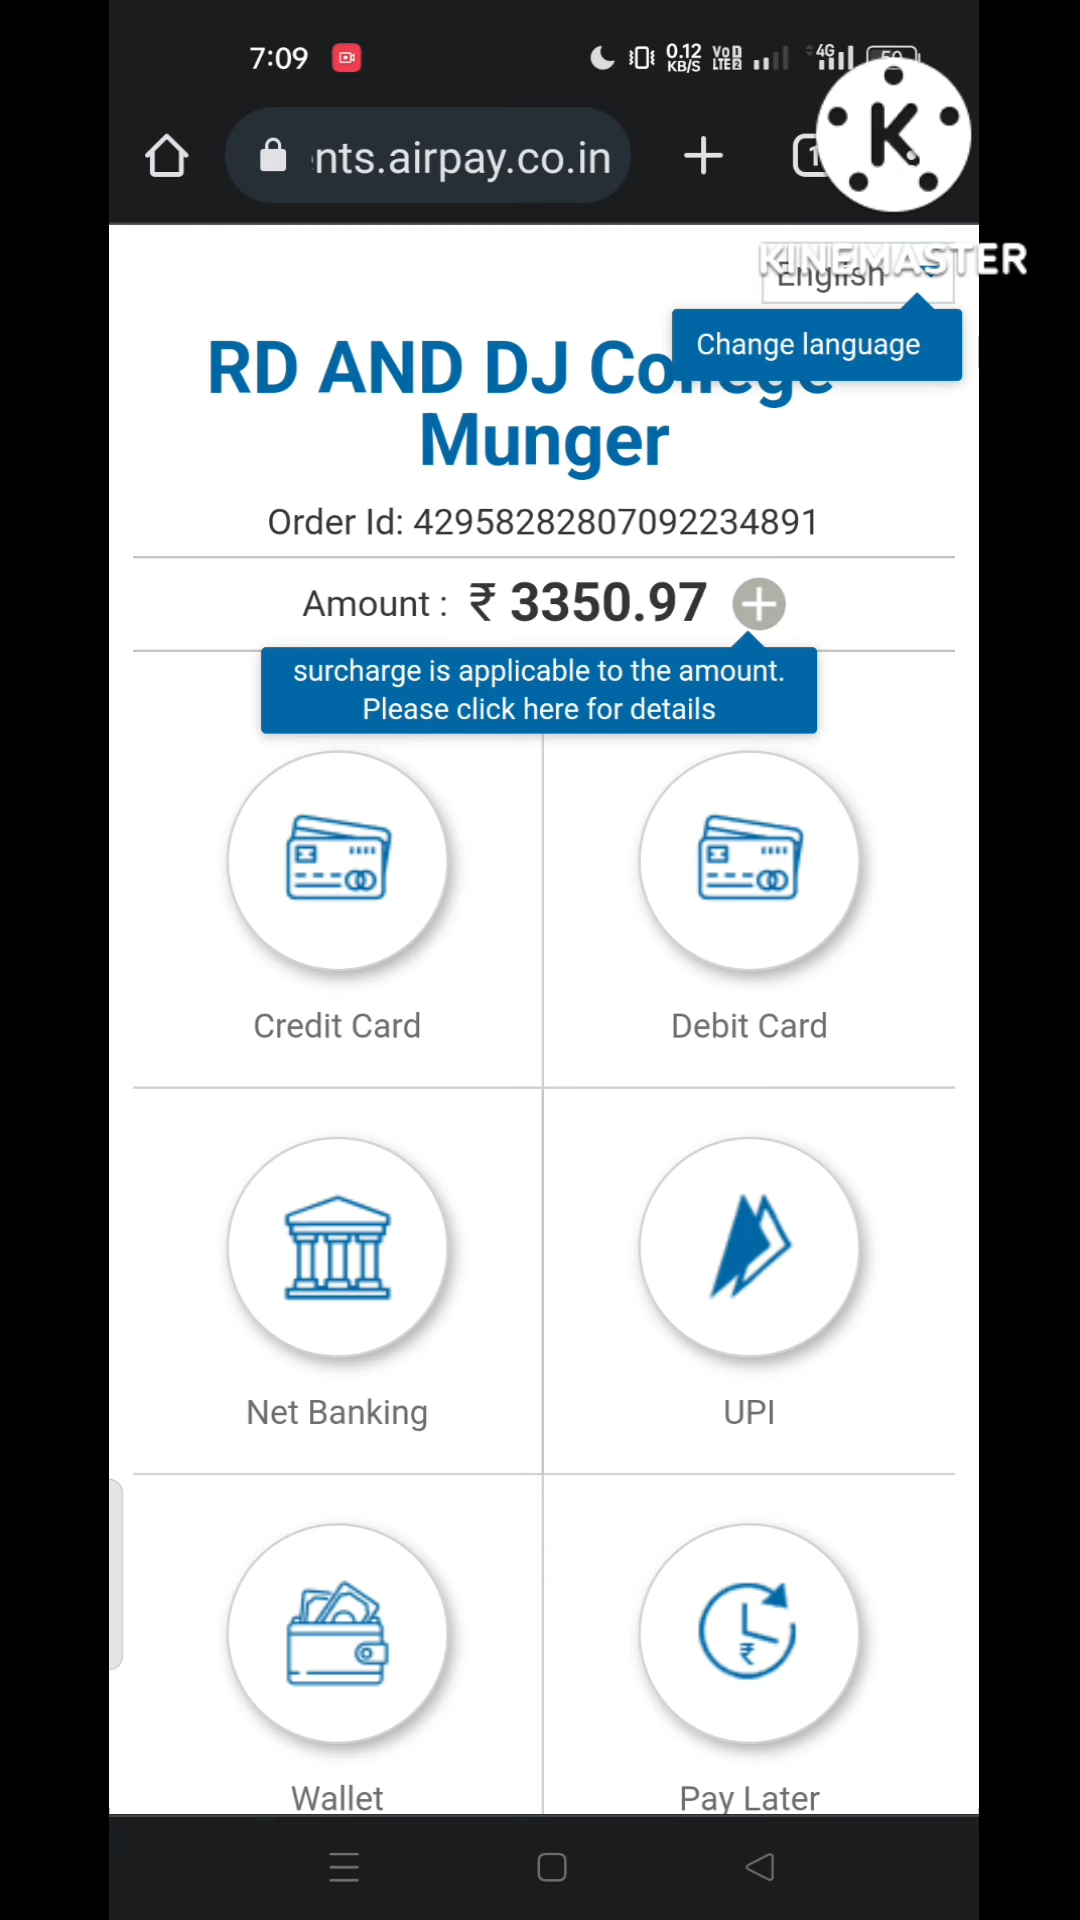 7:09
0.12
KB/S
4G
nts.airpay.co.in
K
KINEMASTER
English
Change language
RD AND DJ College
Munger
Order Id: 42958282807092234891
Amount : ₹ 3350.97
surcharge is applicable to the amount.
Please click here for details
Credit Card
Debit Card
Net Banking
UPI
Wallet
Pay Later